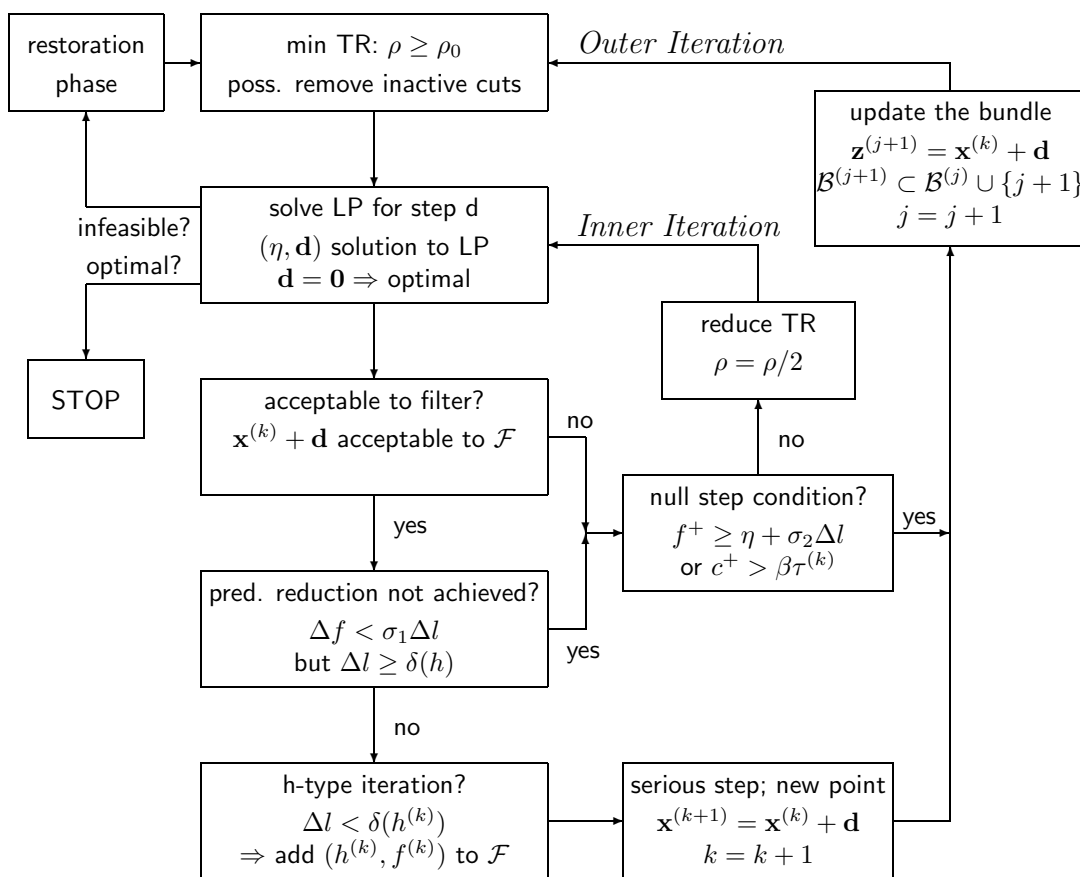 restoration
phase
min TR: ρ ≥ ρ₀
poss. remove inactive cuts
Outer Iteration
update the bundle
z^(j+1) = x^(k) + d
ℬ^(j+1) ⊂ ℬ^(j) ∪ {j + 1}
j = j + 1
infeasible?
optimal?
solve LP for step d
(η, d) solution to LP
d = 0 ⇒ optimal
Inner Iteration
reduce TR
ρ = ρ/2
STOP
acceptable to filter?
x^(k) + d acceptable to ℱ
no
no
null step condition?
f⁺ ≥ η + σ₂Δl
or c⁺ > βτ^(k)
yes
yes
pred. reduction not achieved?
Δf < σ₁Δl
but Δl ≥ δ(h)
yes
no
h-type iteration?
Δl < δ(h^(k))
⇒ add (h^(k), f^(k)) to ℱ
serious step; new point
x^(k+1) = x^(k) + d
k = k + 1